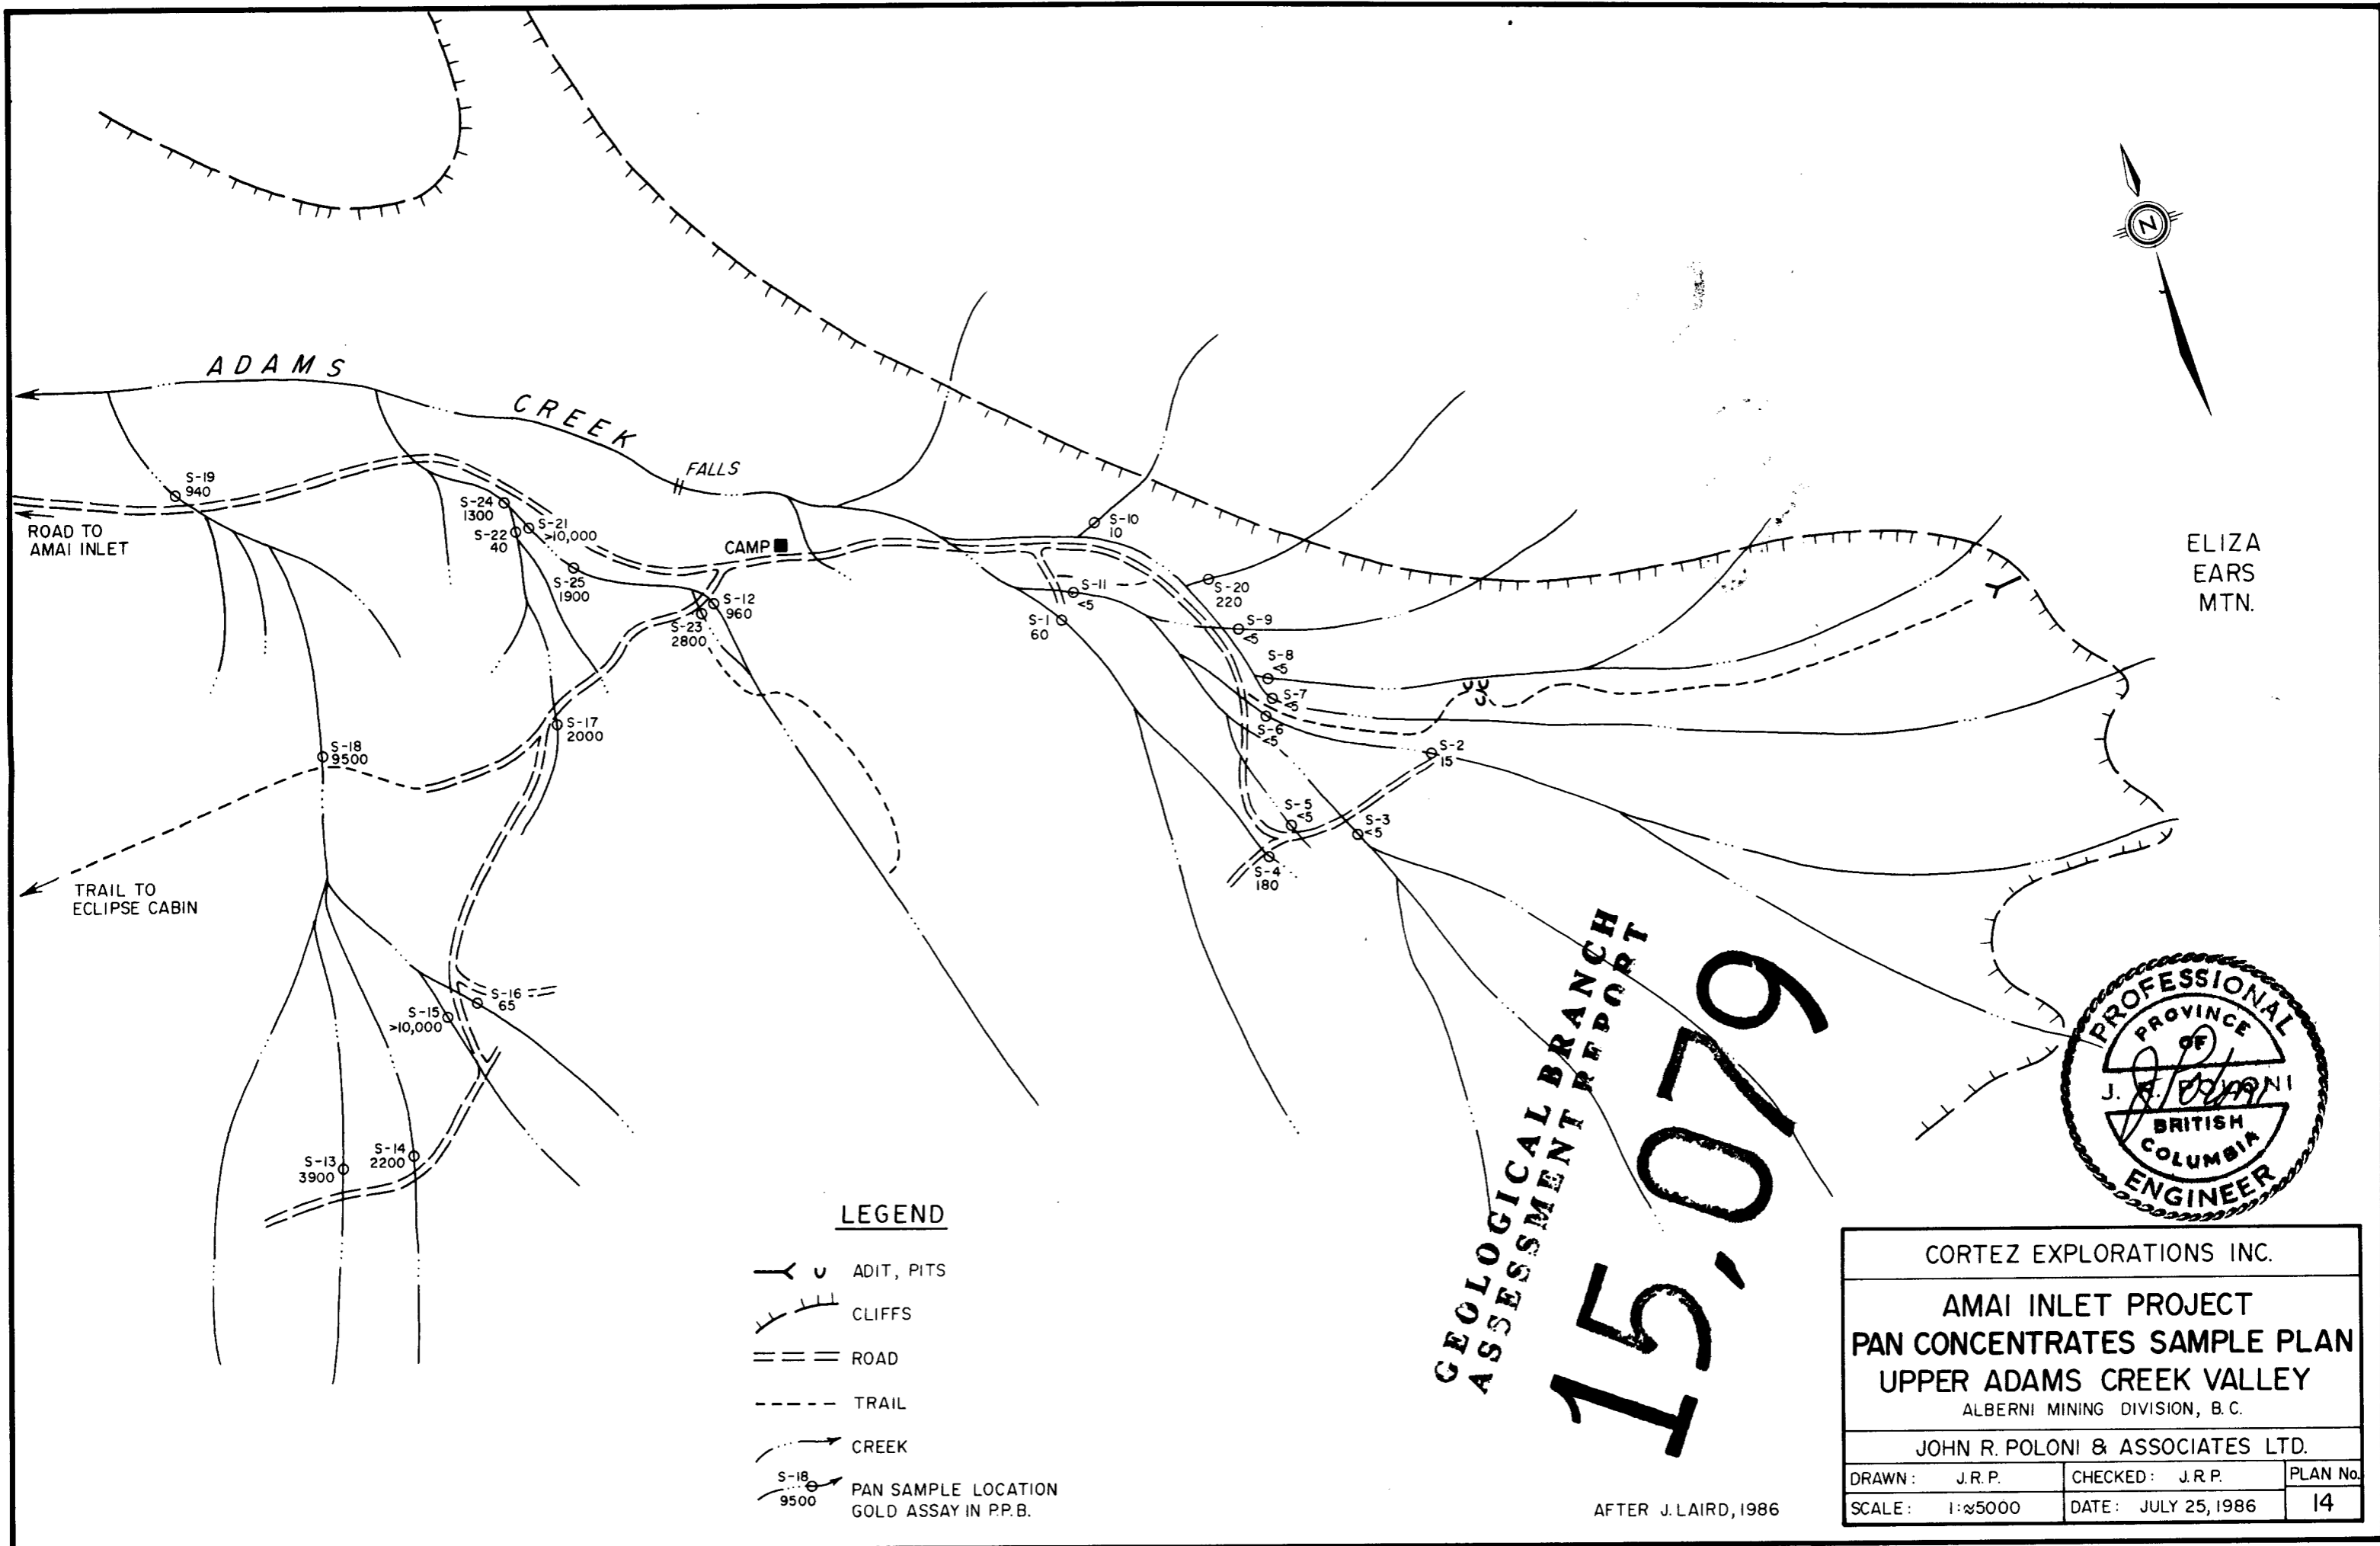 ADAMS
CREEK
FALLS
S-19
940
ROAD TO
AMAI INLET
S-24
1300
S-21
>10,000
S-22
40
S-25
1900
CAMP
S-12
960
S-23
2800
S-17
2000
S-18
9500
TRAIL TO
ECLIPSE CABIN
S-16
65
S-15
>10,000
S-14
2200
S-13
3900
S-10
10
S-11
<5
S-1
60
S-20
220
S-9
<5
S-8
<5
S-7
<5
S-6
<5
S-2
15
S-5
<5
S-3
<5
S-4
180
N
ELIZA
EARS
MTN.
GEOLOGICAL BRANCH
ASSESSMENT REPORT
15,079
PROFESSIONAL
PROVINCE
OF
J. R. POLONI
BRITISH
COLUMBIA
ENGINEER
LEGEND
ADIT, PITS
CLIFFS
ROAD
TRAIL
CREEK
S-18
9500
PAN SAMPLE LOCATION
GOLD ASSAY IN P.P.B.
AFTER J. LAIRD, 1986
CORTEZ EXPLORATIONS INC.
AMAI INLET PROJECT
PAN CONCENTRATES SAMPLE PLAN
UPPER ADAMS CREEK VALLEY
ALBERNI MINING DIVISION, B.C.
JOHN R. POLONI & ASSOCIATES LTD.
DRAWN: J.R.P. CHECKED: J.R.P. PLAN No.
SCALE: 1:≈5000 DATE: JULY 25, 1986 14